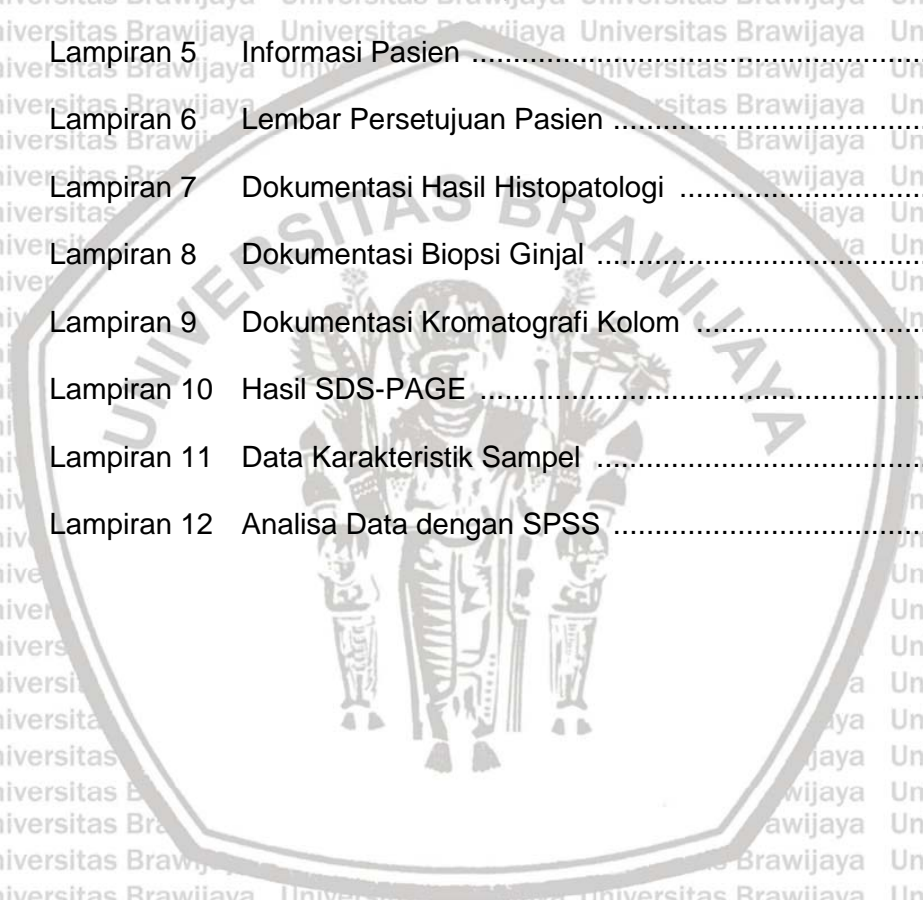 Lampiran 5 Informasi Pasien ..........................................................
Lampiran 6 Lembar Persetujuan Pasien ..........................................
Lampiran 7 Dokumentasi Hasil Histopatologi ..................................
Lampiran 8 Dokumentasi Biopsi Ginjal ............................................
Lampiran 9 Dokumentasi Kromatografi Kolom ................................
Lampiran 10 Hasil SDS-PAGE ..........................................................
Lampiran 11 Data Karakteristik Sampel ............................................
Lampiran 12 Analisa Data dengan SPSS ..........................................
UNIVERSITAS BRAWIJAYA